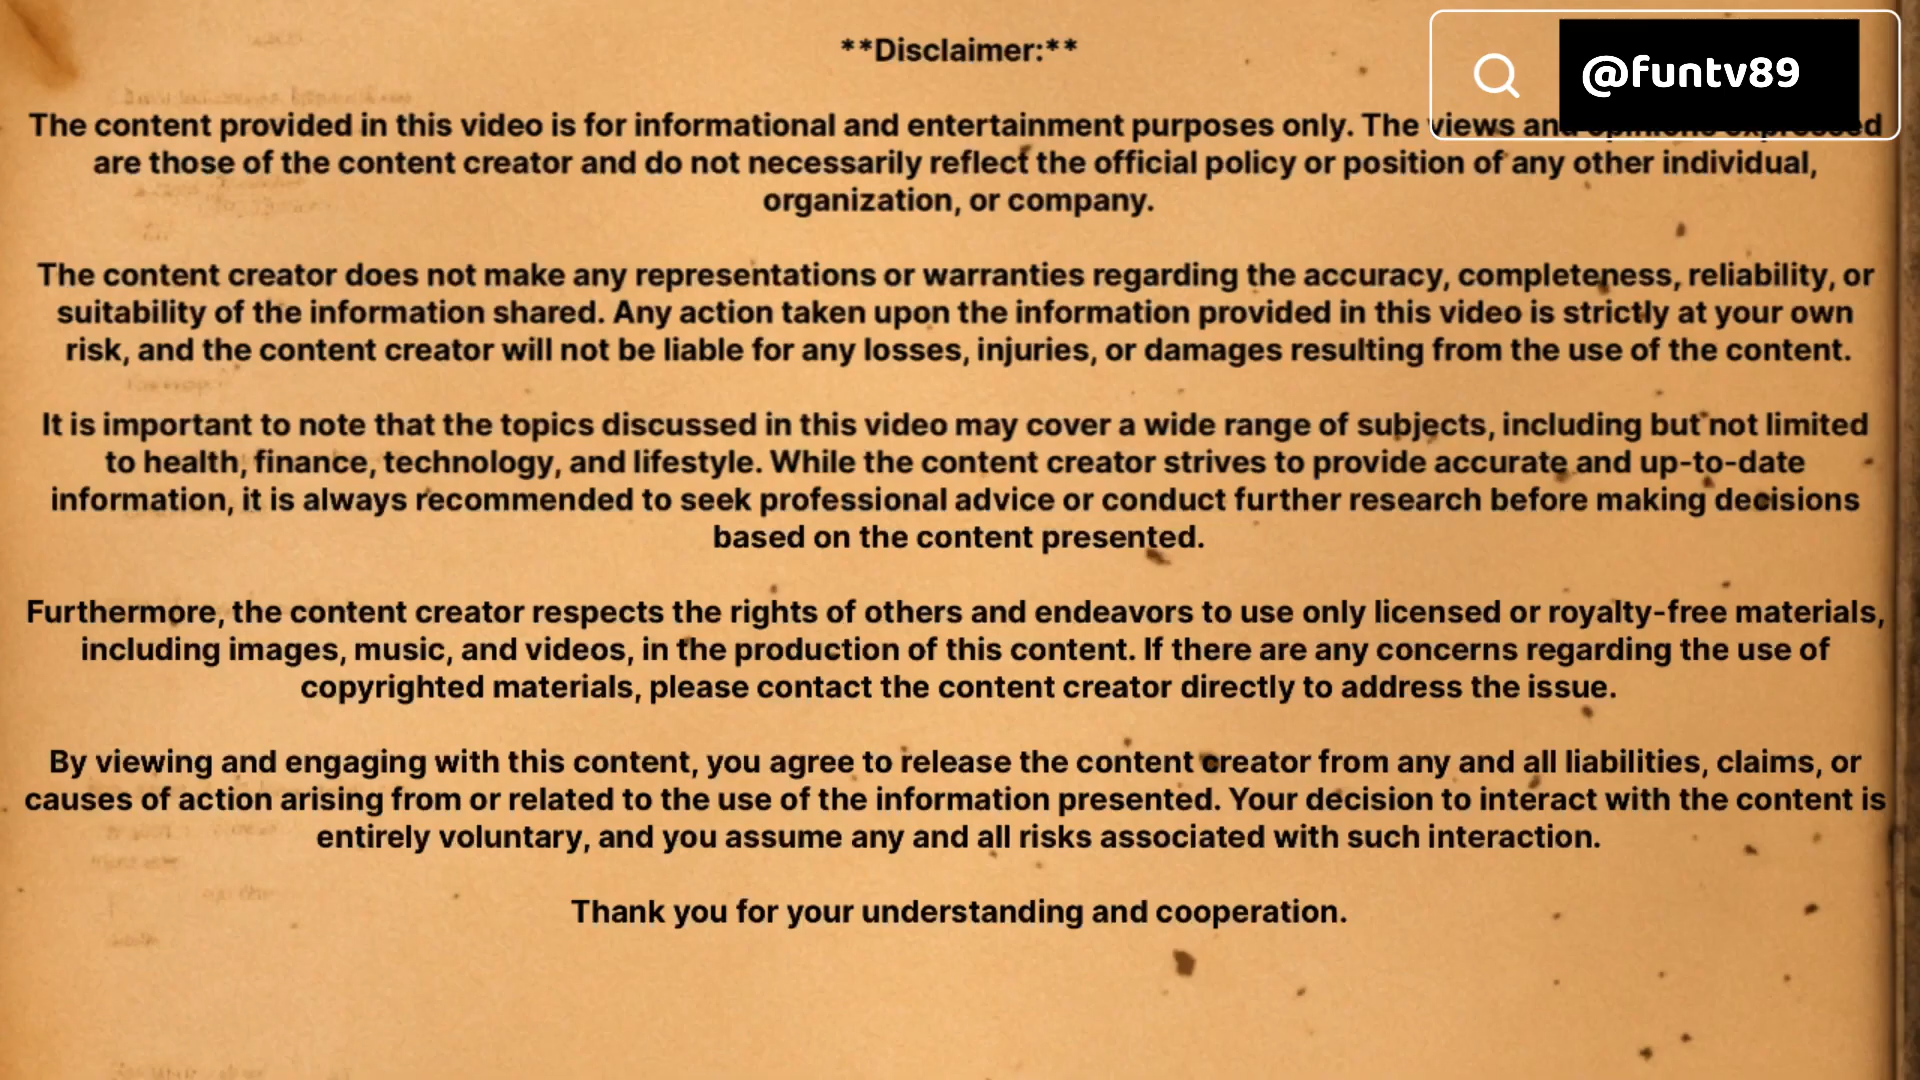 **Disclaimer:**
@funtv89
The content provided in this video is for informational and entertainment purposes only. The views and opinions expressed
are those of the content creator and do not necessarily reflect the official policy or position of any other individual,
organization, or company.
The content creator does not make any representations or warranties regarding the accuracy, completeness, reliability, or
suitability of the information shared. Any action taken upon the information provided in this video is strictly at your own
risk, and the content creator will not be liable for any losses, injuries, or damages resulting from the use of the content.
It is important to note that the topics discussed in this video may cover a wide range of subjects, including but not limited
to health, finance, technology, and lifestyle. While the content creator strives to provide accurate and up-to-date
information, it is always recommended to seek professional advice or conduct further research before making decisions
based on the content presented.
Furthermore, the content creator respects the rights of others and endeavors to use only licensed or royalty-free materials,
including images, music, and videos, in the production of this content. If there are any concerns regarding the use of
copyrighted materials, please contact the content creator directly to address the issue.
By viewing and engaging with this content, you agree to release the content creator from any and all liabilities, claims, or
causes of action arising from or related to the use of the information presented. Your decision to interact with the content is
entirely voluntary, and you assume any and all risks associated with such interaction.
Thank you for your understanding and cooperation.